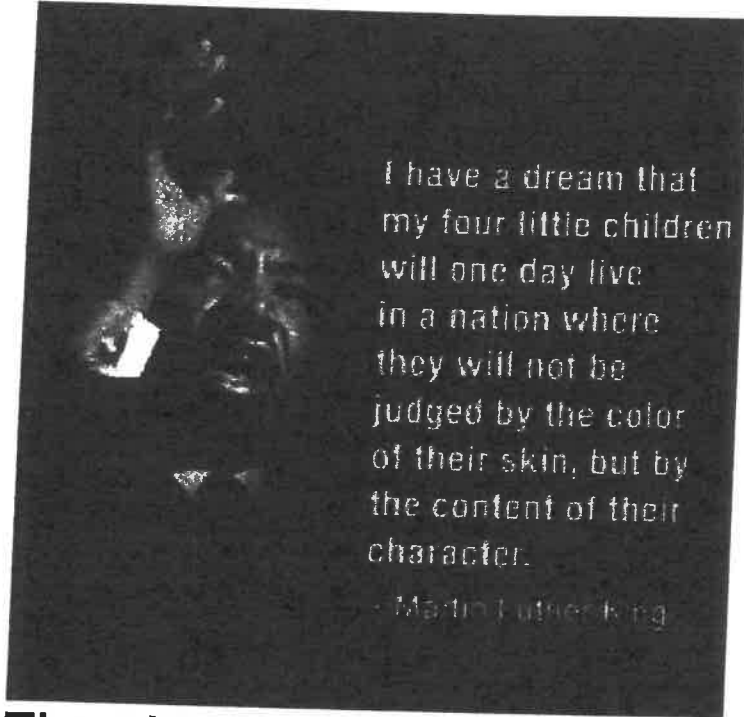 I have a dream that
my four little children
will one day live
in a nation where
they will not be
judged by the color
of their skin, but by
the content of their
character.
- Martin Luther King